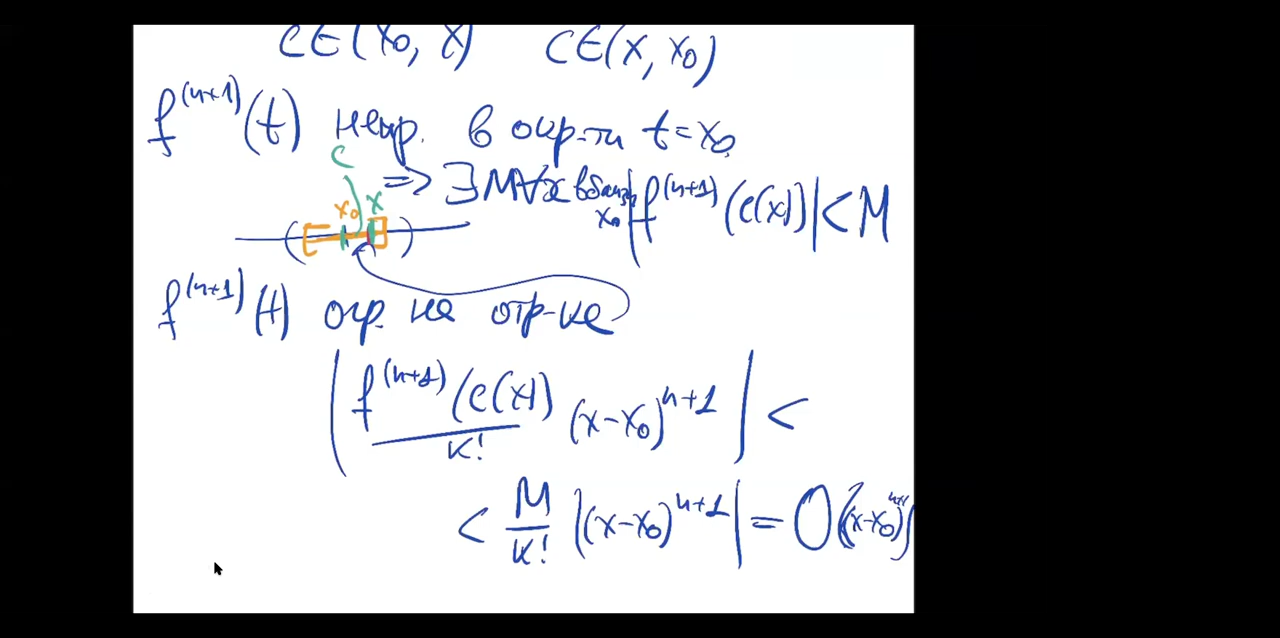 c∈(x₀, x)   c∈(x, x₀)
f⁽ⁿ⁺¹⁾(t) непр. в окр-ти t=x₀
c
=> ∃M∀x вблизи x₀ |f⁽ⁿ⁺¹⁾(c(x))|<M
x₀ x
f⁽ⁿ⁺¹⁾(t) огр. на отр-ке
|f⁽ⁿ⁺¹⁾(c(x))/k! (x-x₀)ⁿ⁺¹| <
< M/k! |(x-x₀)ⁿ⁺¹| = O((x-x₀)ⁿ⁺¹)